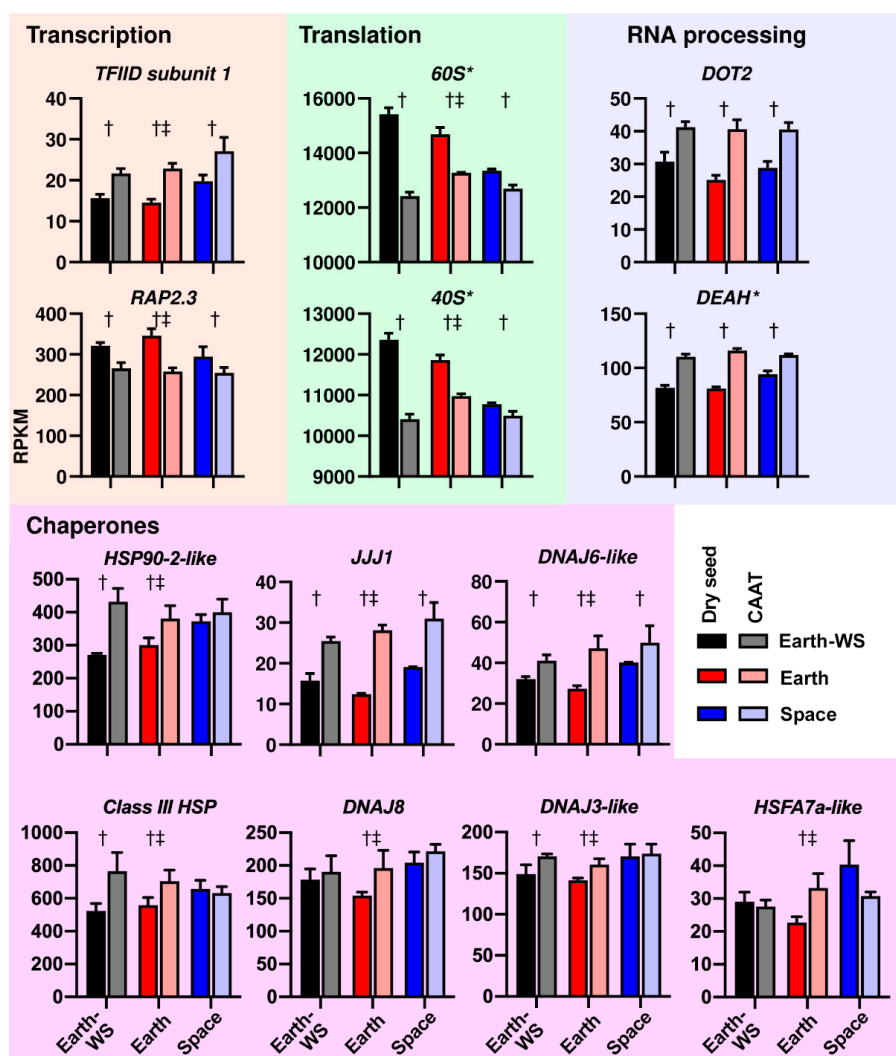 Transcription
Translation
RNA processing
TFIID subunit 1
60S*
DOT2
40
30
20
10
0
† †‡ †
16000
14000
12000
10000
† †‡ †
50
40
30
20
10
0
† † †
RAP2.3
40S*
DEAH*
RPKM
400
300
200
100
0
† †‡ †
13000
12000
11000
10000
9000
† †‡ †
150
100
50
0
† † †
Chaperones
HSP90-2-like
JJJ1
DNAJ6-like
500
400
300
200
100
0
† †‡
40
30
20
10
0
† †‡ †
80
60
40
20
0
† †‡ †
Dry seed
CAAT
Earth-WS
Earth
Space
Class III HSP
DNAJ8
DNAJ3-like
HSFA7a-like
1000
800
600
400
200
0
† †‡
250
200
150
100
50
0
†‡
200
150
100
50
0
† †‡
50
40
30
20
10
0
†‡
Earth-
WS
Earth
Space
Earth-
WS
Earth
Space
Earth-
WS
Earth
Space
Earth-
WS
Earth
Space